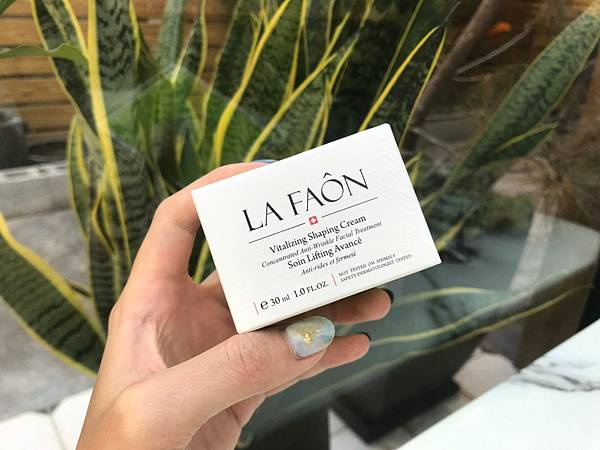 LA FAÔN
Vitalizing Shaping Cream
Concentrated Anti-Wrinkle Facial Treatment
Soin Lifting Avancé
Anti-rides et fermeté
e 30 ml 1.0 FL.OZ
NOT TESTED ON ANIMALS
SAFETY/DERMATOLOGIST TESTED